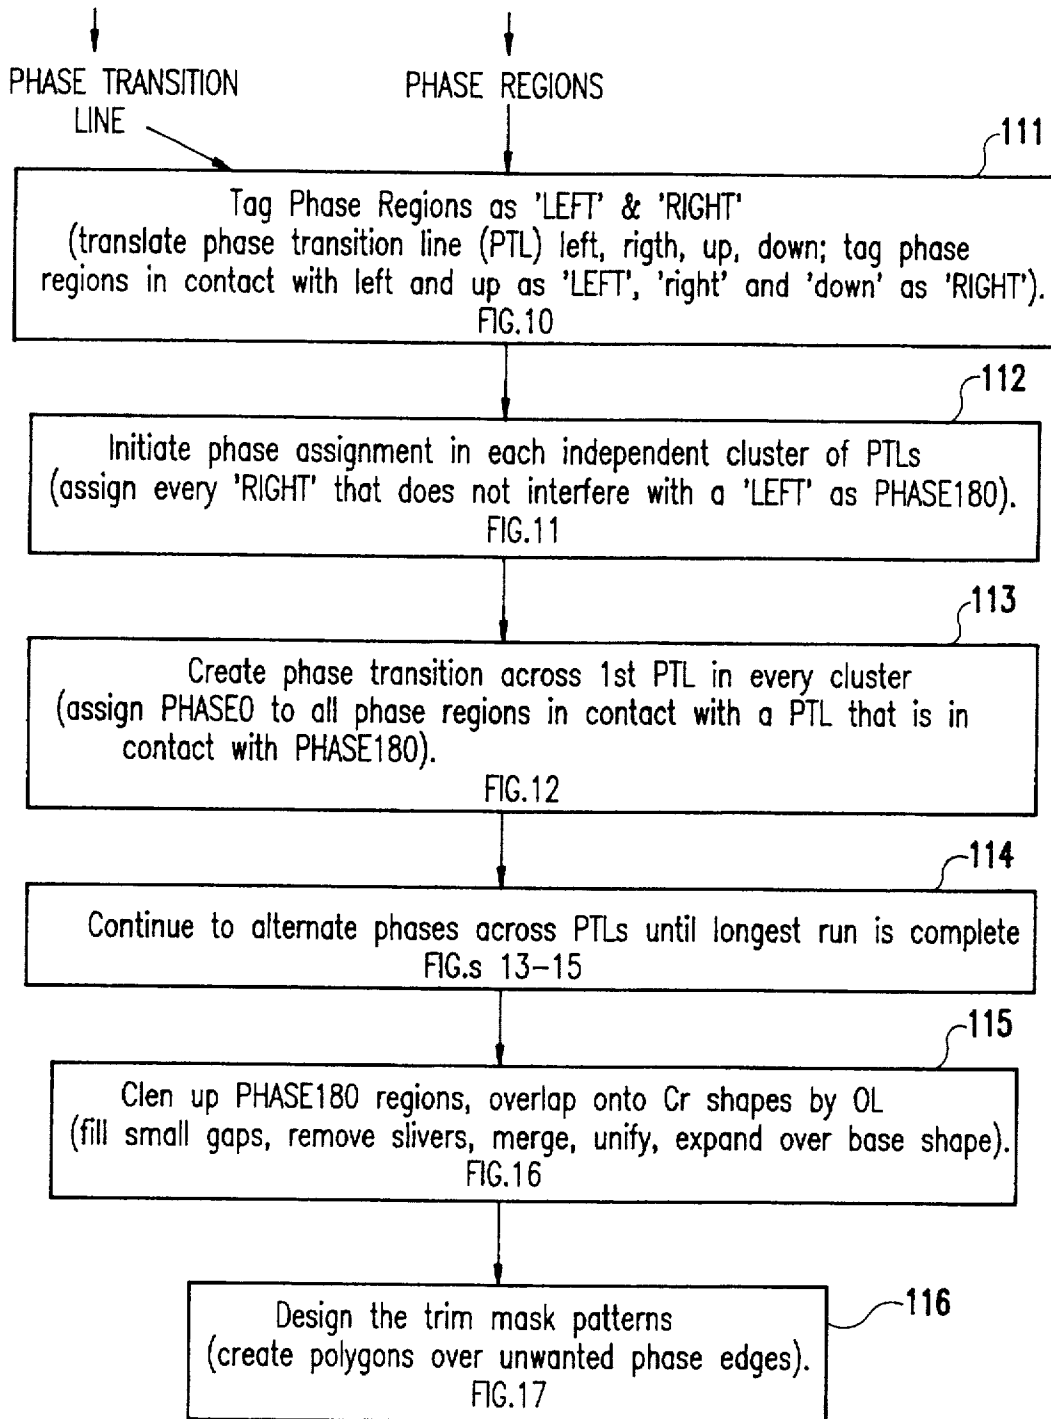 PHASE TRANSITION
LINE
PHASE REGIONS
111
Tag Phase Regions as 'LEFT' & 'RIGHT'
(translate phase transition line (PTL) left, rigth, up, down; tag phase
regions in contact with left and up as 'LEFT', 'right' and 'down' as 'RIGHT').
FIG.10
112
Initiate phase assignment in each independent cluster of PTLs
(assign every 'RIGHT' that does not interfere with a 'LEFT' as PHASE180).
FIG.11
113
Create phase transition across 1st PTL in every cluster
(assign PHASE0 to all phase regions in contact with a PTL that is in
contact with PHASE180).
FIG.12
114
Continue to alternate phases across PTLs until longest run is complete
FIG.s 13-15
115
Clen up PHASE180 regions, overlap onto Cr shapes by OL
(fill small gaps, remove slivers, merge, unify, expand over base shape).
FIG.16
116
Design the trim mask patterns
(create polygons over unwanted phase edges).
FIG.17